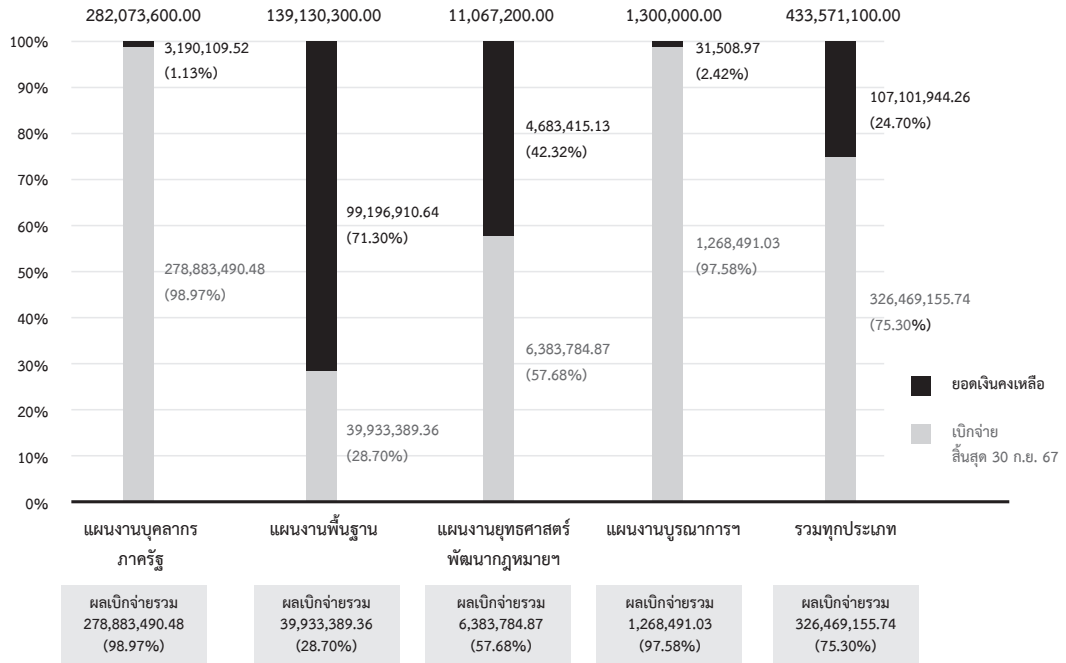 282,073,600.00 139,130,300.00 11,067,200.00 1,300,000.00 433,571,100.00
100%
90%
80%
70%
60%
50%
40%
30%
20%
10%
0%
3,190,109.52
(1.13%)
278,883,490.48
(98.97%)
99,196,910.64
(71.30%)
39,933,389.36
(28.70%)
4,683,415.13
(42.32%)
6,383,784.87
(57.68%)
31,508.97
(2.42%)
1,268,491.03
(97.58%)
107,101,944.26
(24.70%)
326,469,155.74
(75.30%)
ยอดเงินคงเหลือ
เบิกจ่าย
สิ้นสุด 30 ก.ย. 67
แผนงานบุคลากร
ภาครัฐ
แผนงานพื้นฐาน
แผนงานยุทธศาสตร์
พัฒนากฎหมายฯ
แผนงานบูรณาการฯ
รวมทุกประเภท
ผลเบิกจ่ายรวม
278,883,490.48
(98.97%)
ผลเบิกจ่ายรวม
39,933,389.36
(28.70%)
ผลเบิกจ่ายรวม
6,383,784.87
(57.68%)
ผลเบิกจ่ายรวม
1,268,491.03
(97.58%)
ผลเบิกจ่ายรวม
326,469,155.74
(75.30%)